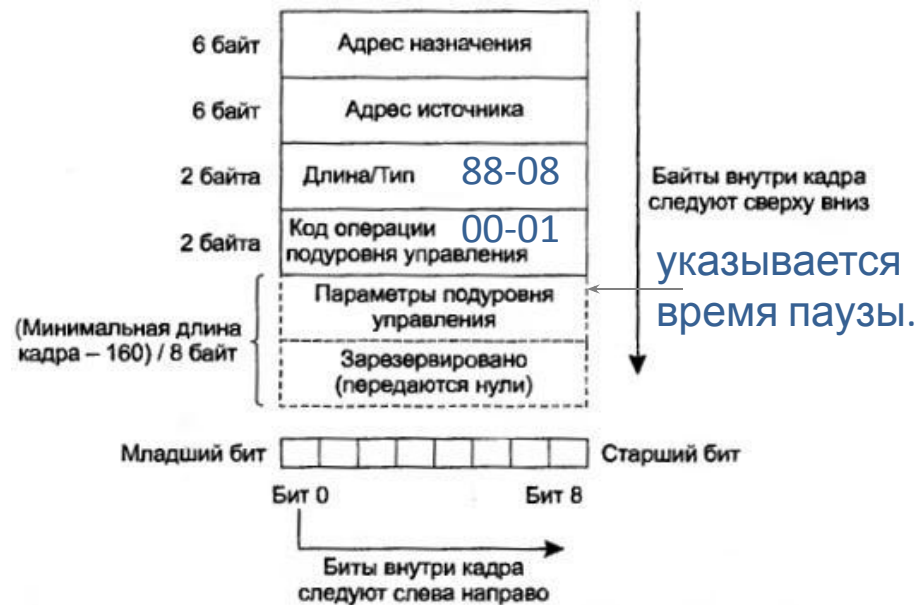 6 байт
Адрес назначения
6 байт
Адрес источника
2 байта
Длина/Тип 88-08
2 байта
Код операции 00-01
подуровня управления
Байты внутри кадра
следуют сверху вниз
указывается
время паузы.
(Минимальная длина
кадра – 160) / 8 байт
Параметры подуровня
управления
Зарезервировано
(передаются нули)
Младший бит
Старший бит
Бит 0
Бит 8
Биты внутри кадра
следуют слева направо